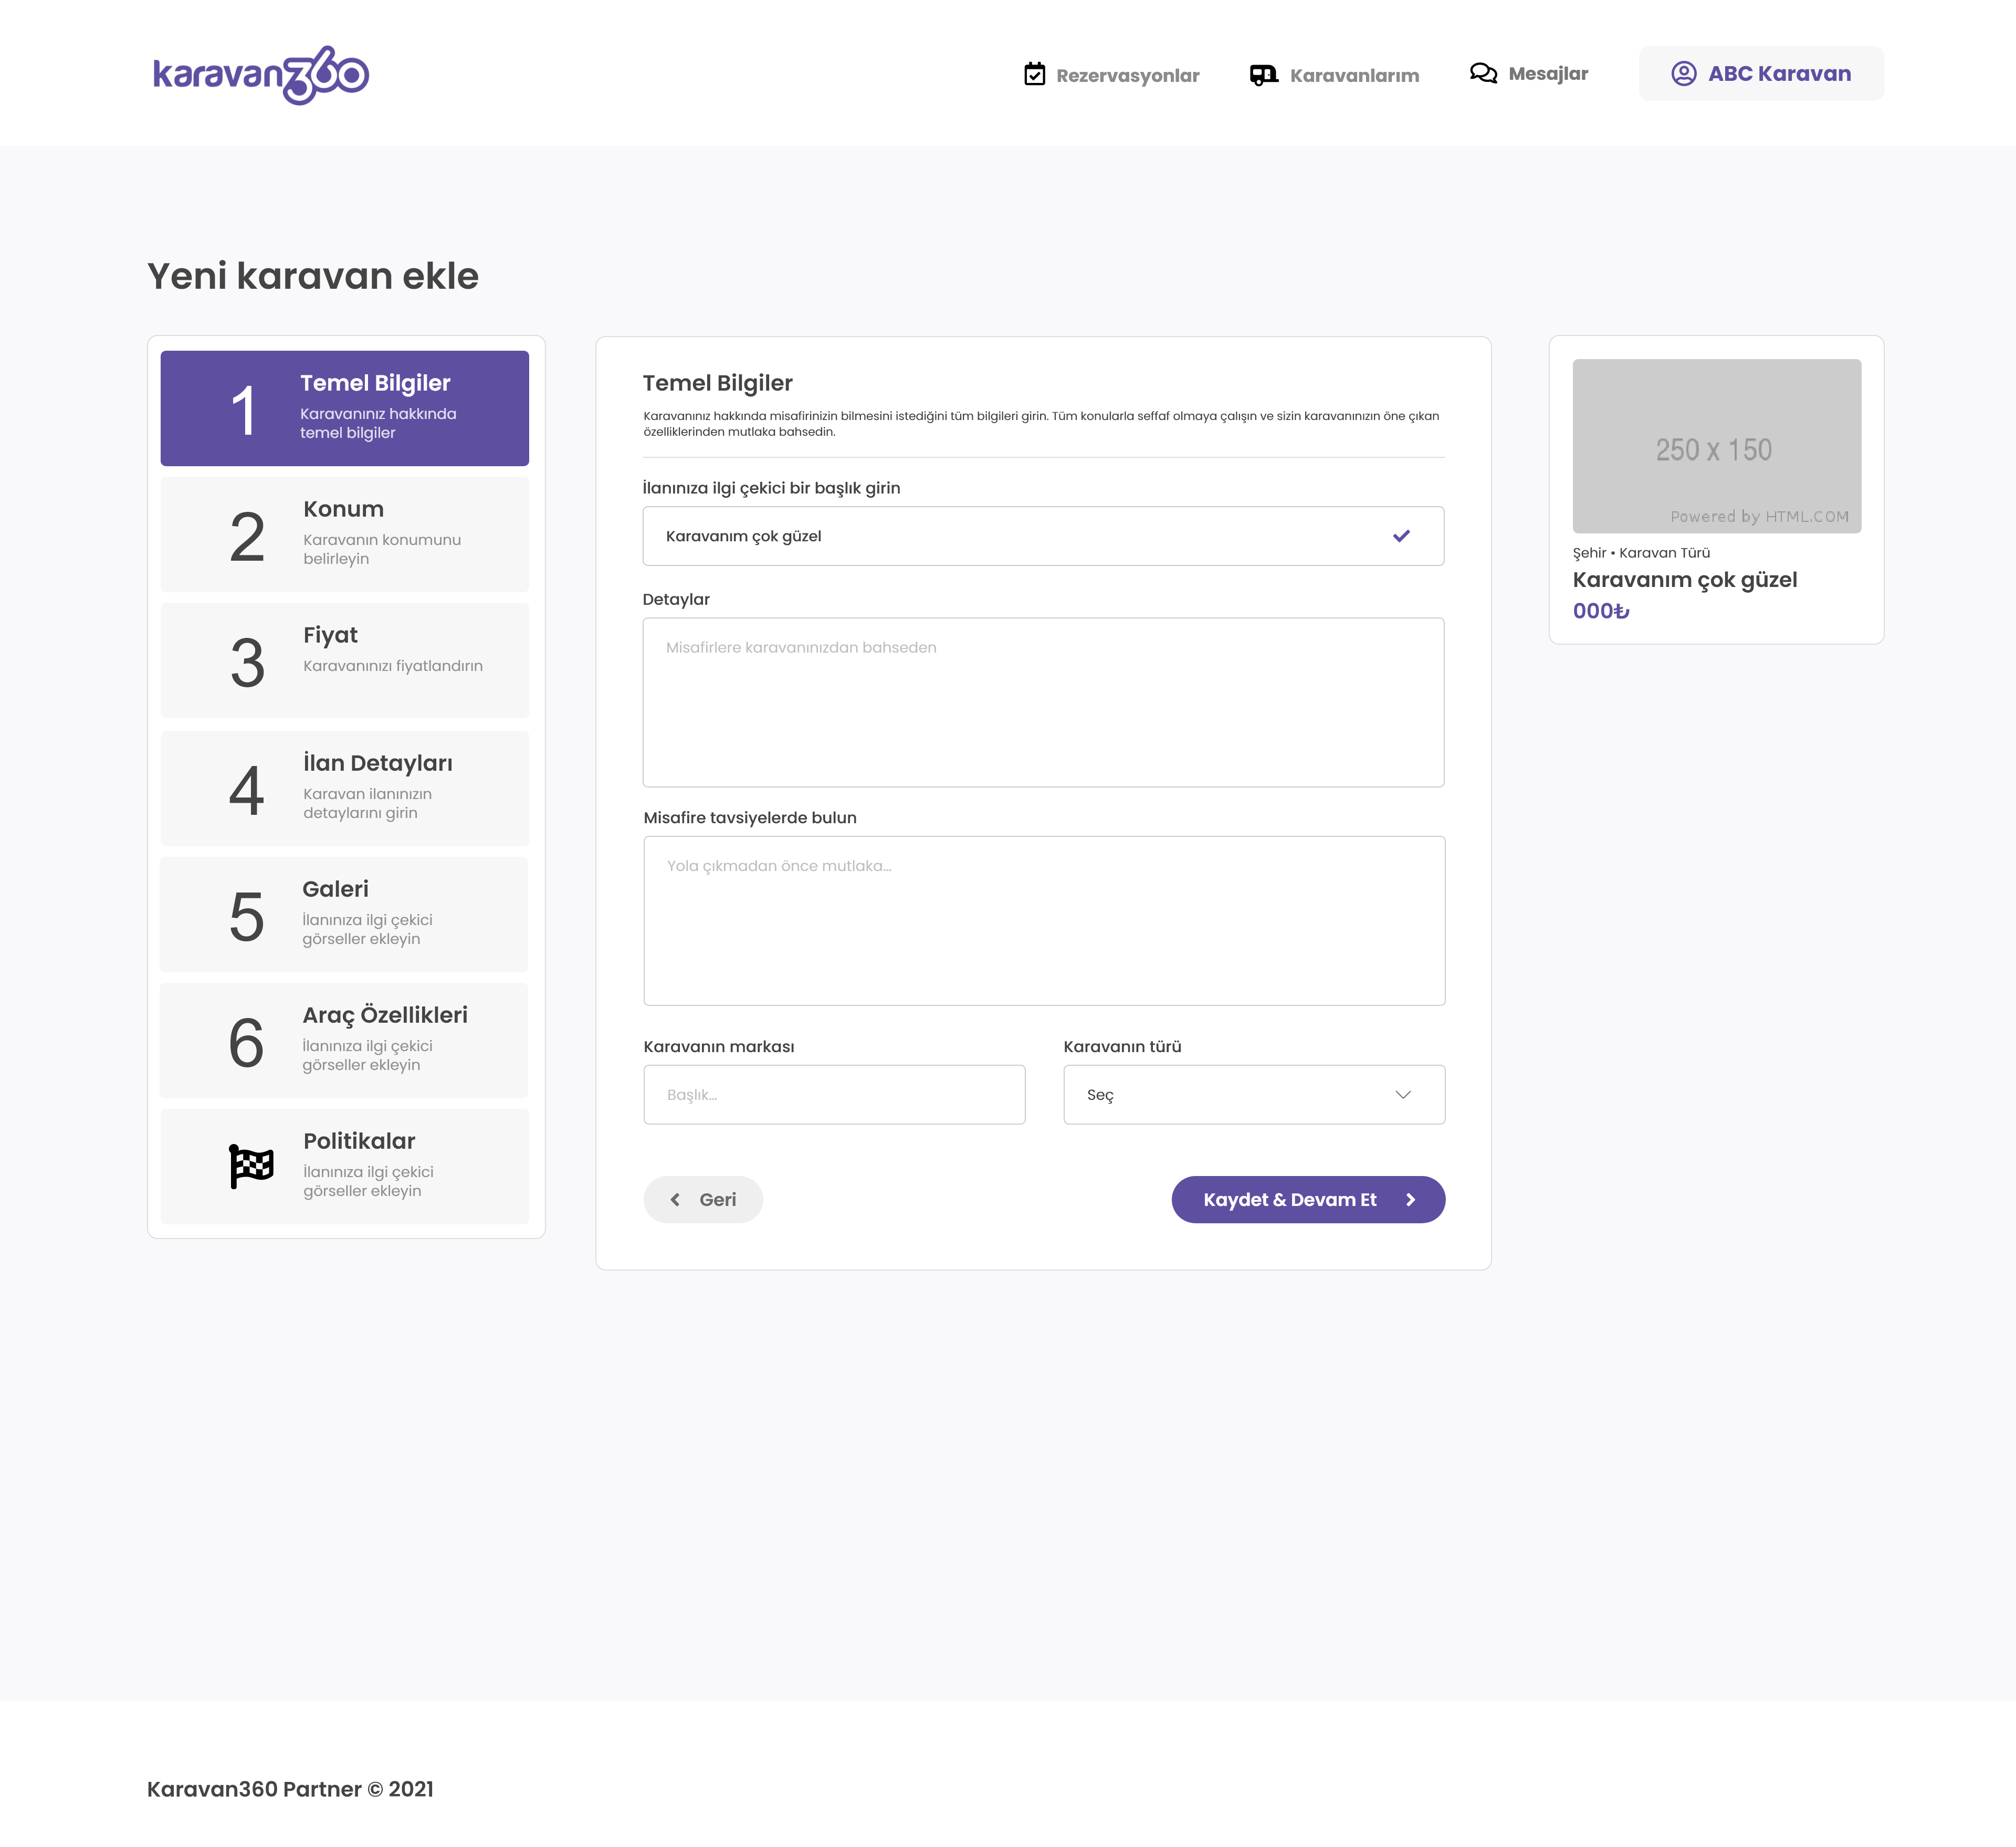 karavan360
Rezervasyonlar
Karavanlarım
Mesajlar
ABC Karavan
Yeni karavan ekle
1
Temel Bilgiler
Karavanınız hakkında
temel bilgiler
2
Konum
Karavanın konumunu
belirleyin
3
Fiyat
Karavanınızı fiyatlandırın
4
İlan Detayları
Karavan ilanınızın
detaylarını girin
5
Galeri
İlanınıza ilgi çekici
görseller ekleyin
6
Araç Özellikleri
İlanınıza ilgi çekici
görseller ekleyin
Politikalar
İlanınıza ilgi çekici
görseller ekleyin
Temel Bilgiler
Karavanınız hakkında misafirinizin bilmesini istediğini tüm bilgileri girin. Tüm konularla seffaf olmaya çalışın ve sizin karavanınızın öne çıkan
özelliklerinden mutlaka bahsedin.
İlanınıza ilgi çekici bir başlık girin
Karavanım çok güzel
Detaylar
Misafirlere karavanınızdan bahseden
Misafire tavsiyelerde bulun
Yola çıkmadan önce mutlaka...
Karavanın markası
Başlık...
Karavanın türü
Seç
Geri
Kaydet & Devam Et
250 x 150
Powered by HTML.COM
Şehir • Karavan Türü
Karavanım çok güzel
000₺
Karavan360 Partner © 2021